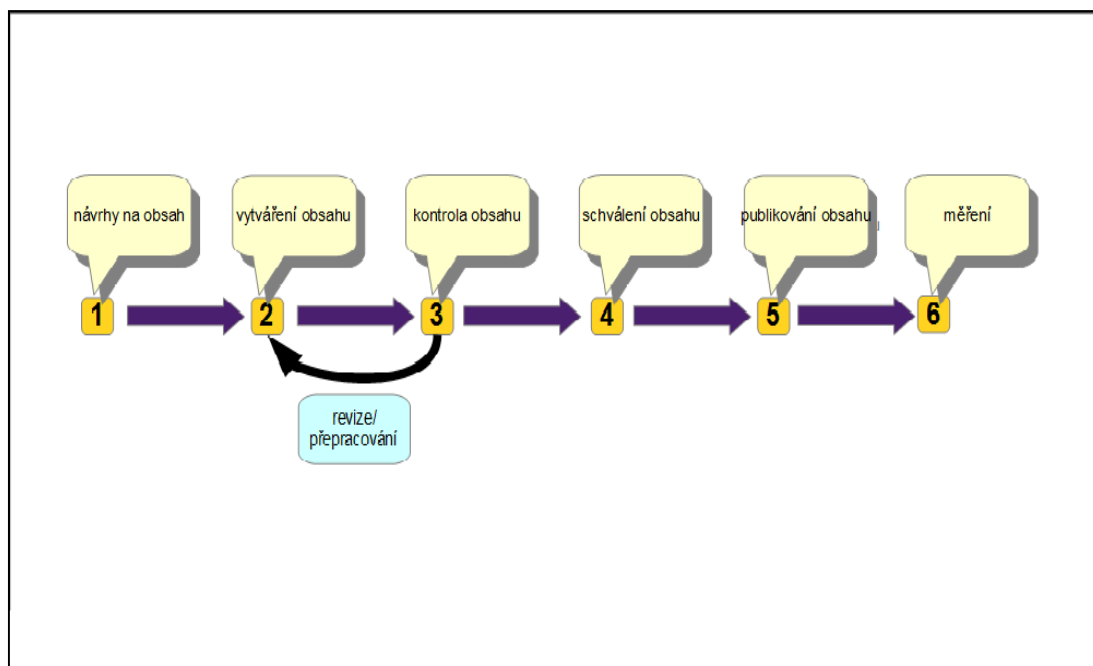 návrhy na obsah
vytváření obsahu
kontrola obsahu
schválení obsahu
publikování obsahu
měření
1
2
3
4
5
6
revize/
přepracování